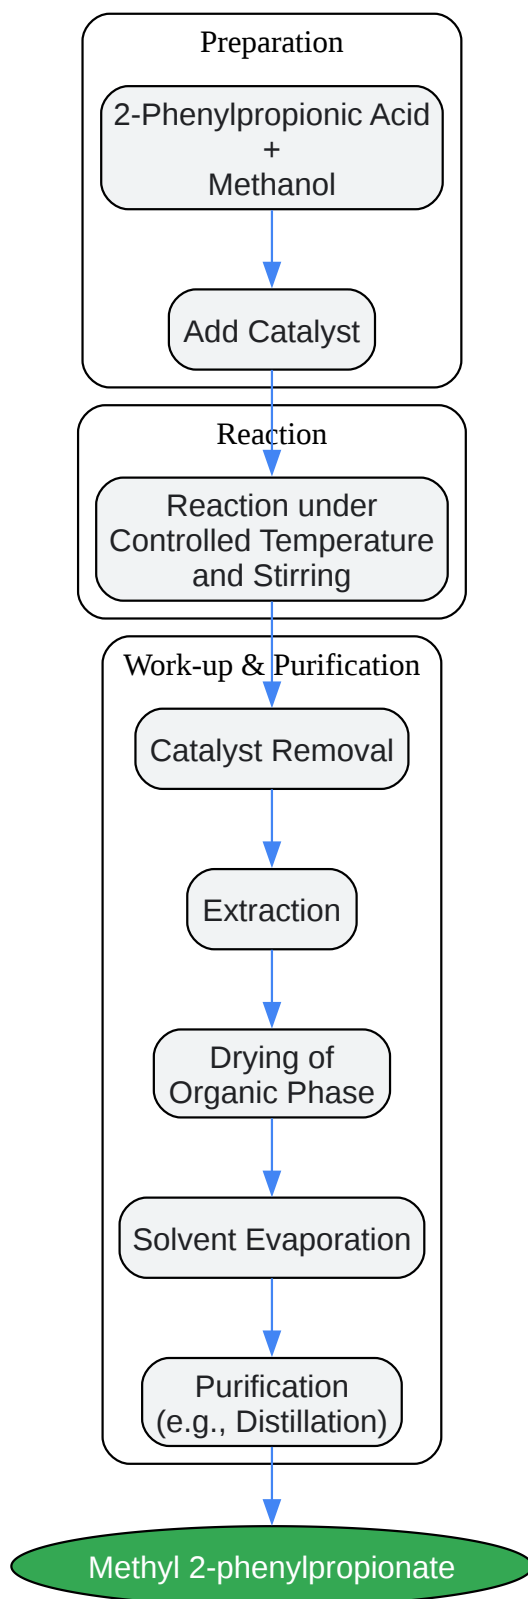 Preparation
2-Phenylpropionic Acid
+
Methanol
Add Catalyst
Reaction
Reaction under
Controlled Temperature
and Stirring
Work-up & Purification
Catalyst Removal
Extraction
Drying of
Organic Phase
Solvent Evaporation
Purification
(e.g., Distillation)
Methyl 2-phenylpropionate